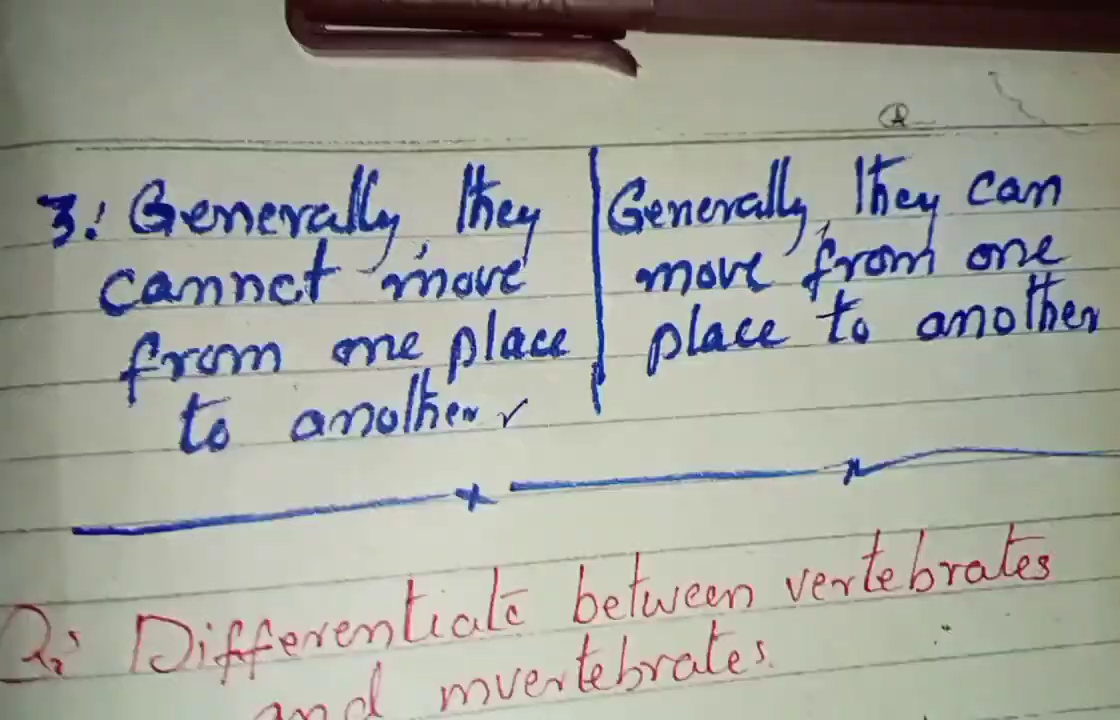 3. Generally, they
cannot move
from one place
to another
Generally, they can
move from one
place to another
Q: Differentiate between vertebrates
and invertebrates.